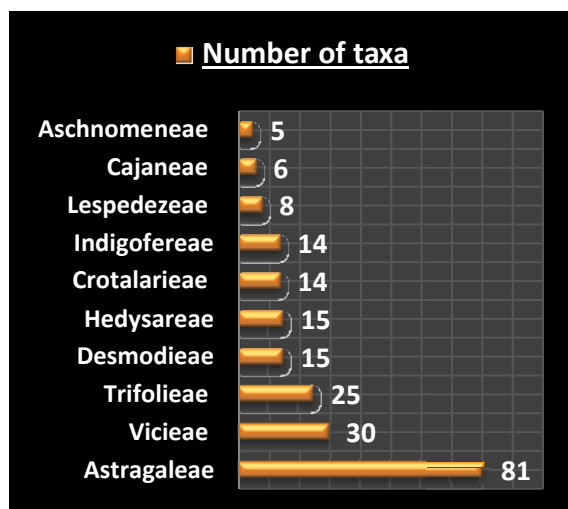 Number of taxa
Aschnomeneae 5
Cajaneae 6
Lespedezeae 8
Indigofereae 14
Crotalarieae 14
Hedysareae 15
Desmodieae 15
Trifolieae 25
Vicieae 30
Astragaleae 81